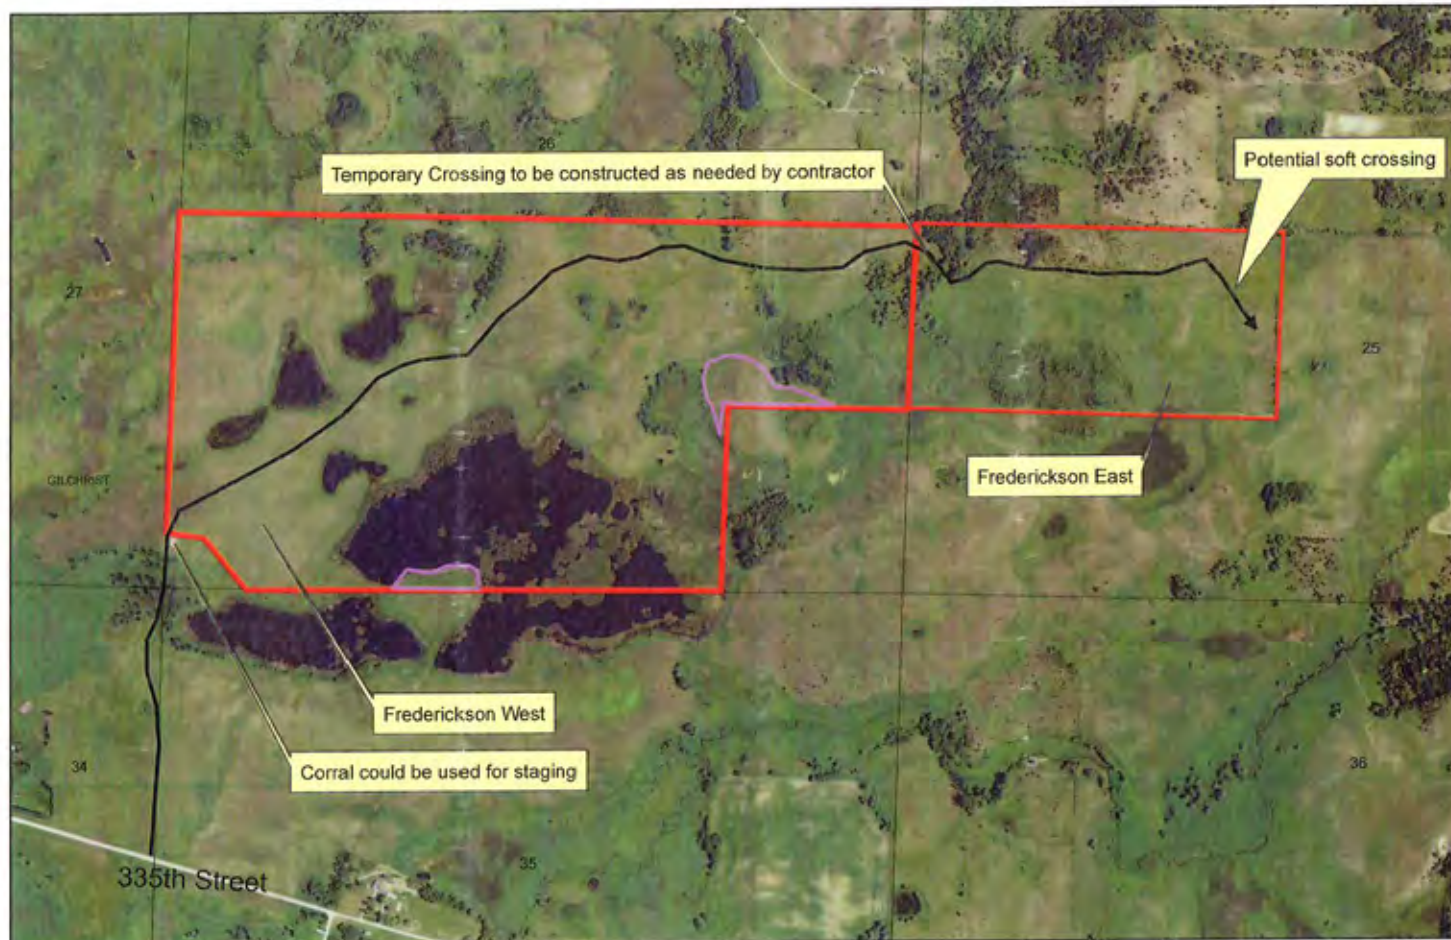 26
Temporary Crossing to be constructed as needed by contractor
Potential soft crossing
27
25
GILCHRIST
Frederickson East
Frederickson West
Corral could be used for staging
34
36
35
335th Street